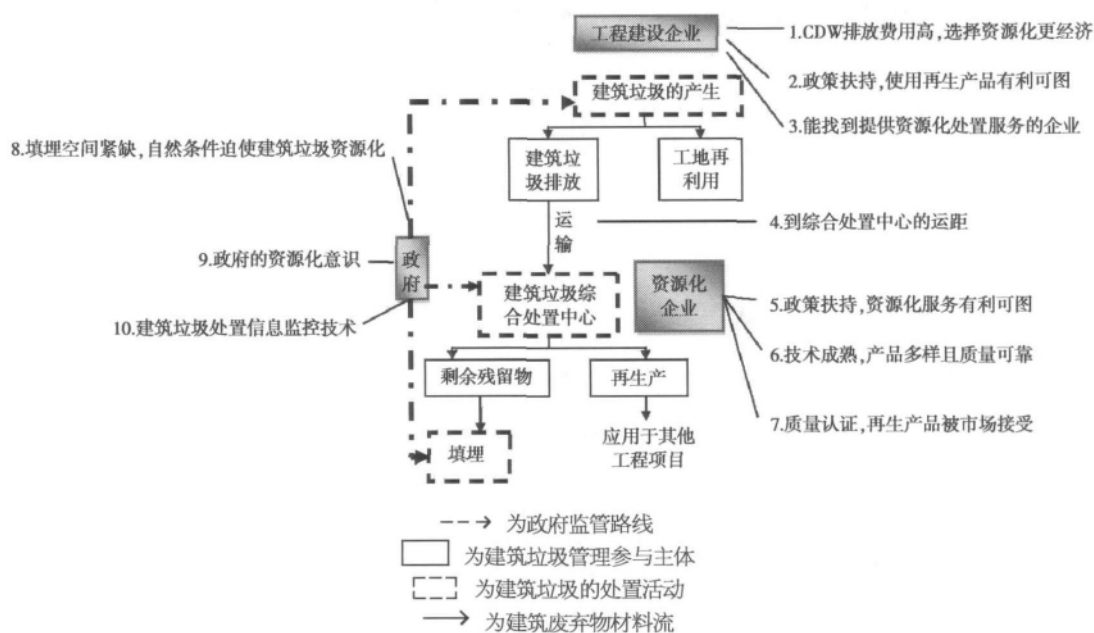 工程建设企业
1.CDW排放费用高,选择资源化更经济
2.政策扶持,使用再生产品有利可图
建筑垃圾的产生
3.能找到提供资源化处置服务的企业
8.填埋空间紧缺,自然条件迫使建筑垃圾资源化
建筑垃
圾排放
工地再
利用
运
输
4.到综合处置中心的运距
9.政府的资源化意识
政
府
建筑垃圾综
合处置中心
资源化
企业
5.政策扶持,资源化服务有利可图
10.建筑垃圾处置信息监控技术
6.技术成熟,产品多样且质量可靠
剩余残留物
再生产
7.质量认证,再生产品被市场接受
填埋
应用于其他
工程项目
为政府监管路线
为建筑垃圾管理参与主体
为建筑垃圾的处置活动
为建筑废弃物材料流